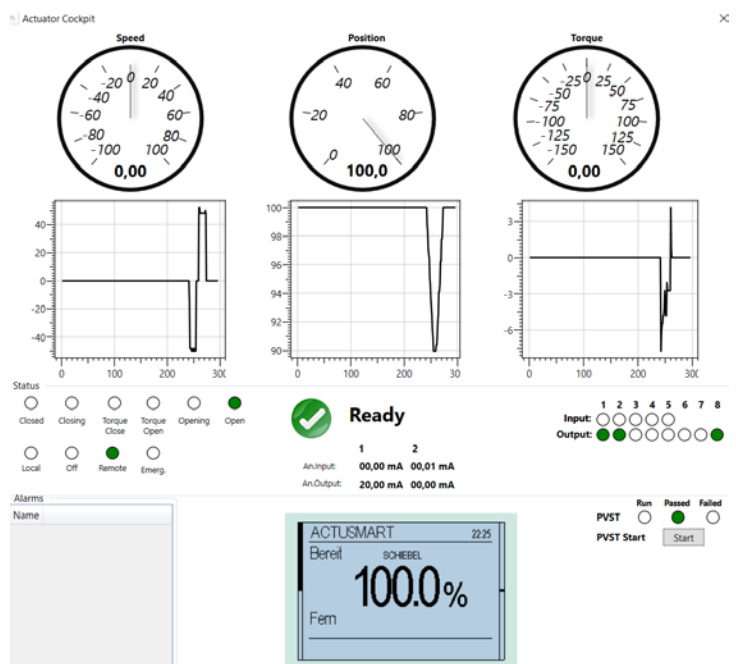 Actuator Cockpit
Speed Position Torque
-100 -80 -60 -40 -20 0 20 40 60 80 100
0,00
0 20 40 60 80 100
100,0
-150 -125 -100 -75 -50 -25 0 25 50 75 100 125 150
0,00
40
20
0
-20
-40
0 100 200 300
100
98
96
94
92
90
0 100 200 30
3
0
-3
-6
0 100 200 300
Status
Closed Closing Torque Close Torque Open Opening Open
Local Off Remote Emerg.
Ready
1 2
An.Input: 00,00 mA 00,01 mA
An.Output: 20,00 mA 00,00 mA
1 2 3 4 5 6 7 8
Input:
Output:
Alarms
Name
ACTUSMART 22:25
Bereit SCHIEBEL
100.0%
Fern
Run Passed Failed
PVST
PVST Start Start